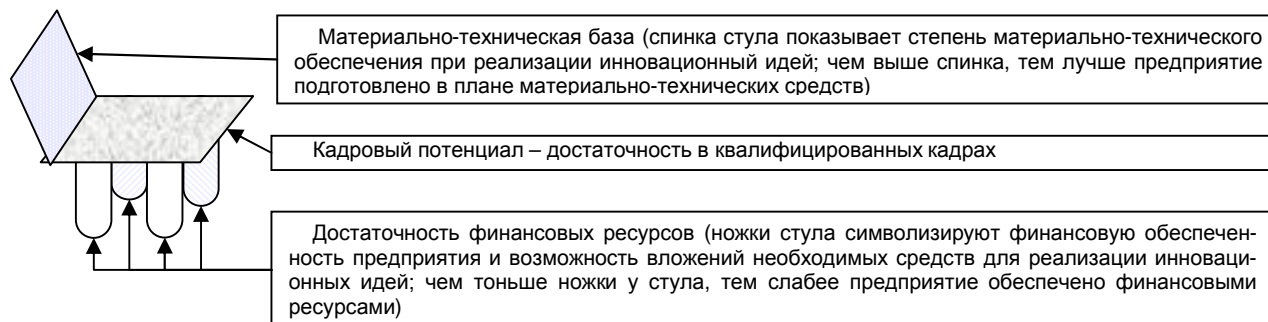 Материально-техническая база (спинка стула показывает степень материально-технического
обеспечения при реализации инновационный идей; чем выше спинка, тем лучше предприятие
подготовлено в плане материально-технических средств)
Кадровый потенциал – достаточность в квалифицированных кадрах
Достаточность финансовых ресурсов (ножки стула символизируют финансовую обеспечен-
ность предприятия и возможность вложений необходимых средств для реализации инноваци-
онных идей; чем тоньше ножки у стула, тем слабее предприятие обеспечено финансовыми
ресурсами)